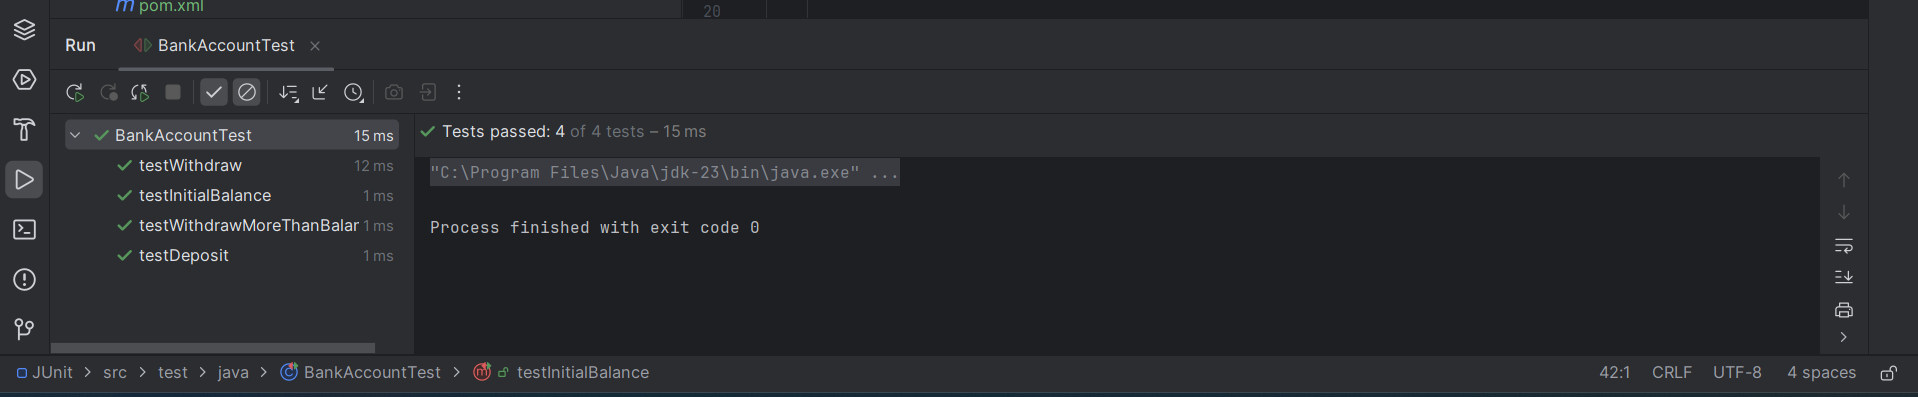 pom.xml
20
Run
BankAccountTest
BankAccountTest 15 ms
testWithdraw 12 ms
testInitialBalance 1 ms
testWithdrawMoreThanBalar 1 ms
testDeposit 1 ms
Tests passed: 4 of 4 tests – 15 ms
"C:\Program Files\Java\jdk-23\bin\java.exe" ...
Process finished with exit code 0
JUnit > src > test > java > BankAccountTest > testInitialBalance
42:1 CRLF UTF-8 4 spaces